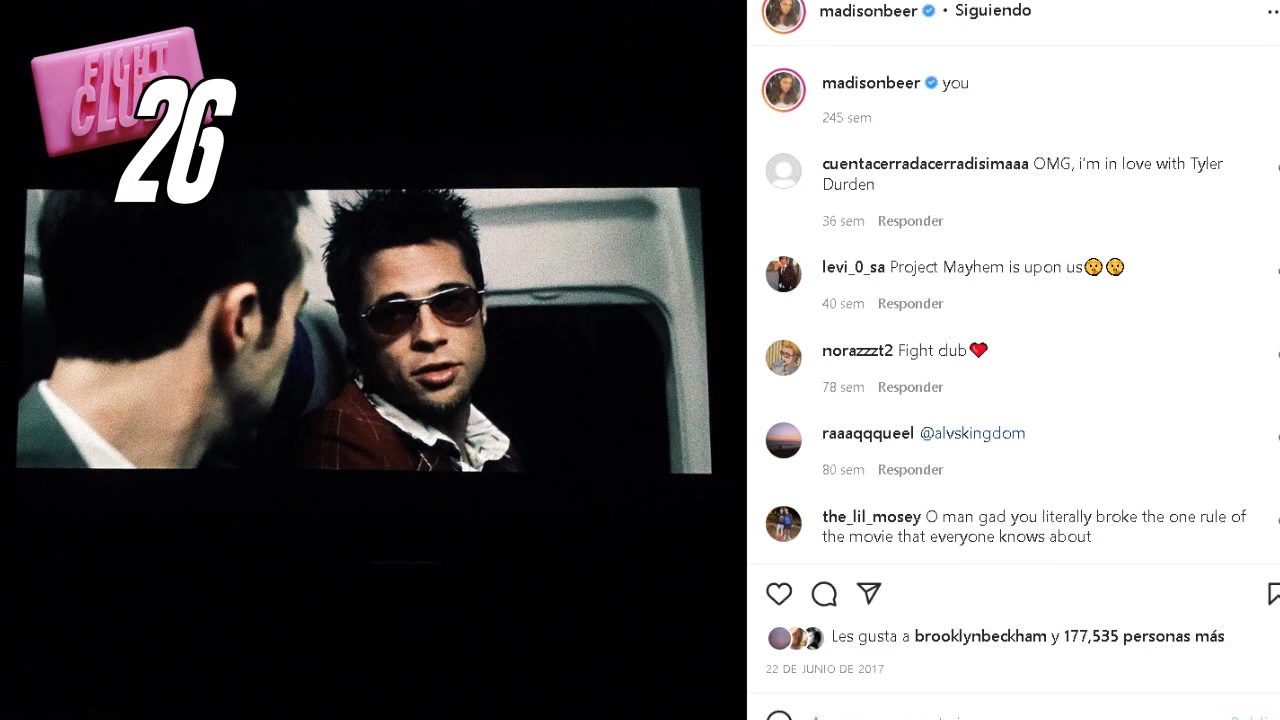 FIGHT
CLUB
26
madisonbeer • Siguiendo
madisonbeer you
245 sem
cuentacerradacerradisimaaa OMG, i'm in love with Tyler
Durden
36 sem Responder
levi_0_sa Project Mayhem is upon us
40 sem Responder
norazzzt2 Fight club
78 sem Responder
raaaqqqueel @alvskingdom
80 sem Responder
the_lil_mosey O man gad you literally broke the one rule of
the movie that everyone knows about
Les gusta a brooklynbeckham y 177,535 personas más
22 DE JUNIO DE 2017